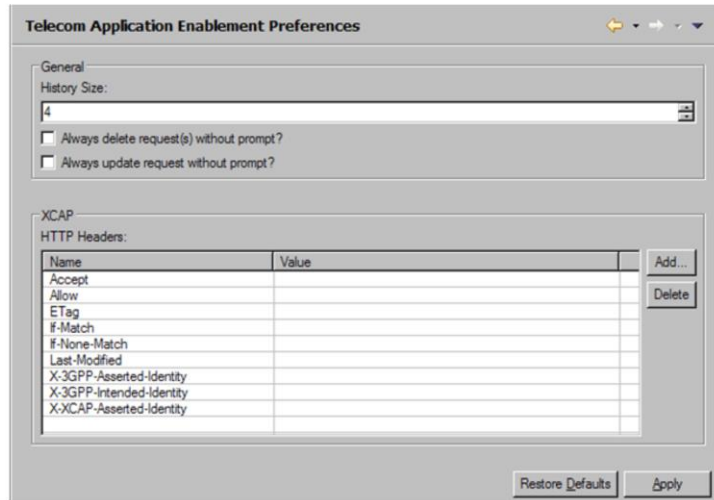 Telecom Application Enablement Preferences
General
History Size:
4
Always delete request(s) without prompt?
Always update request without prompt?
XCAP
HTTP Headers:
Name Value
Add...
Accept
Allow
Delete
ETag
If-Match
If-None-Match
Last-Modified
X-3GPP-Asserted-Identity
X-3GPP-Intended-Identity
X-XCAP-Asserted-Identity
Restore Defaults Apply